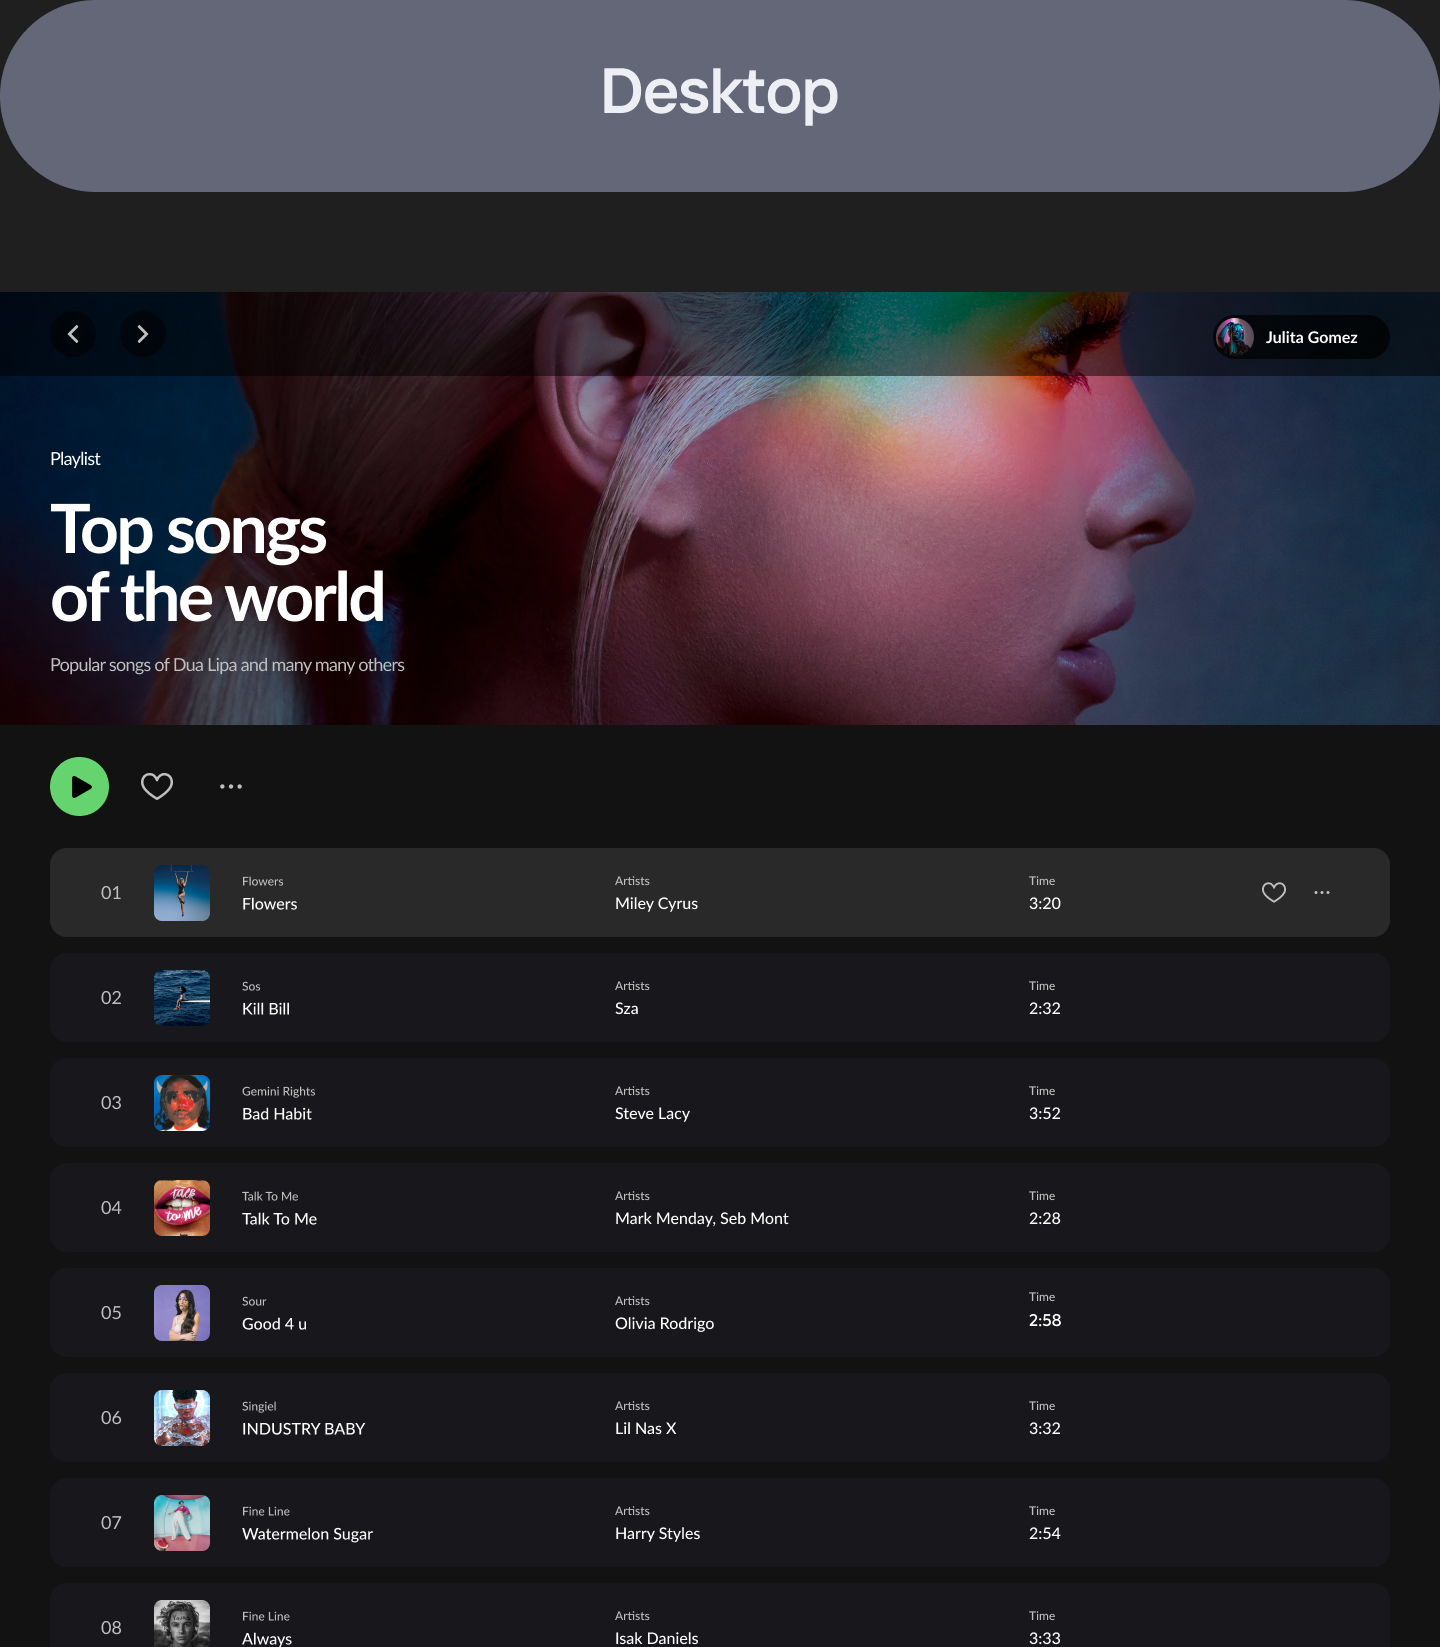 Desktop
Julita Gomez
Playlist
Top songs
of the world
Popular songs of Dua Lipa and many many others
01 Flowers Artists Time
Flowers Miley Cyrus 3:20
02 Sos Artists Time
Kill Bill Sza 2:32
03 Gemini Rights Artists Time
Bad Habit Steve Lacy 3:52
talk
to me
04 Talk To Me Artists Time
Talk To Me Mark Menday, Seb Mont 2:28
05 Sour Artists Time
Good 4 u Olivia Rodrigo 2:58
06 Singiel Artists Time
INDUSTRY BABY Lil Nas X 3:32
07 Fine Line Artists Time
Watermelon Sugar Harry Styles 2:54
08 Fine Line Artists Time
Always Isak Daniels 3:33